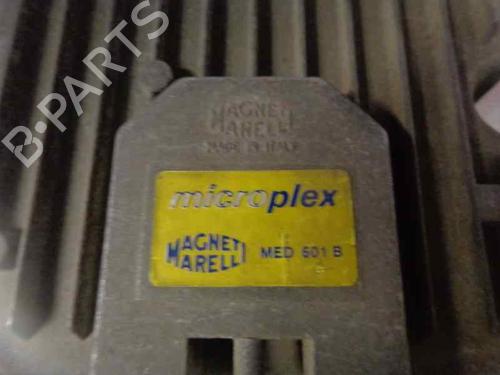 B-PARTS
MAGNETI
MARELLI
MADE IN ITALY
microplex
MAGNETI
MARELLI
MED 601 B